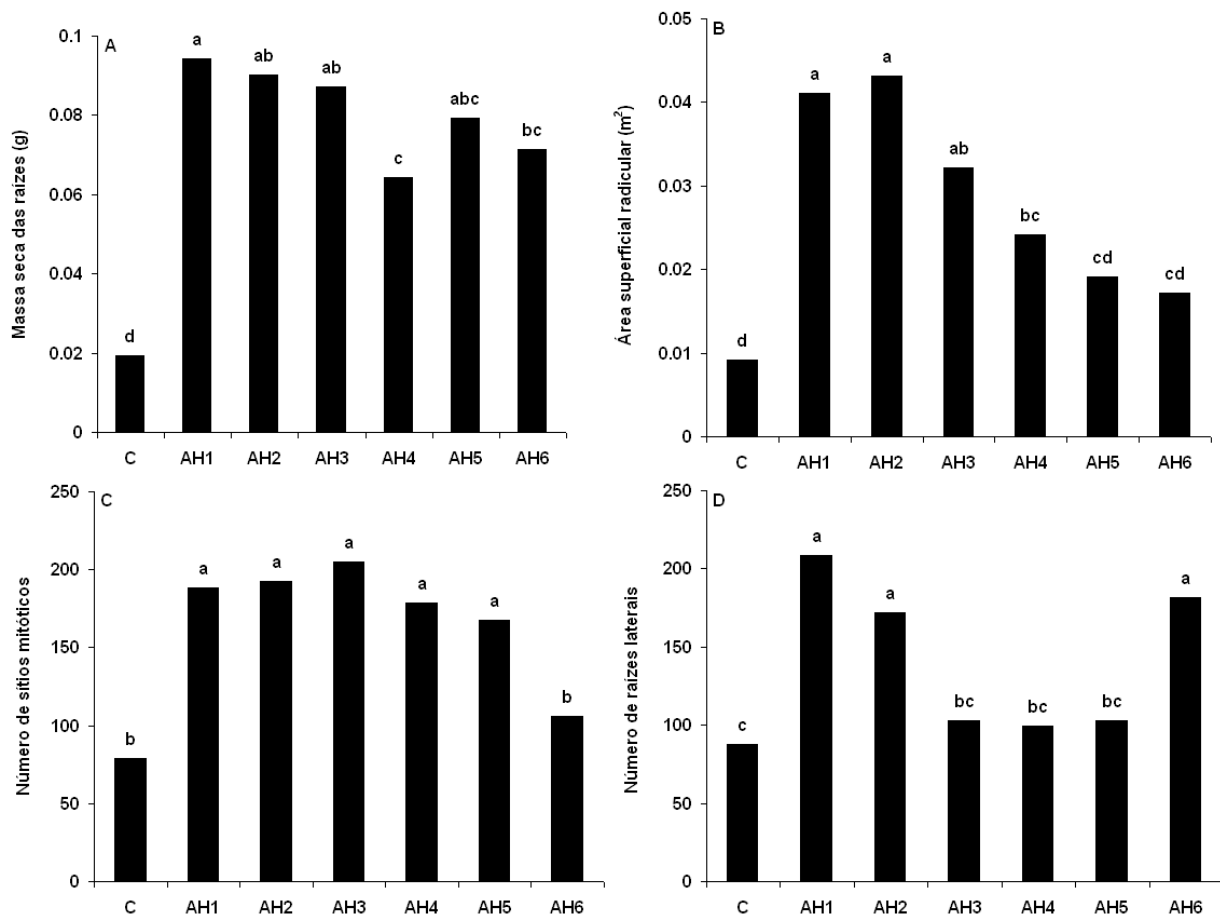 A
Massa seca das raízes (g)
0.1
0.08
0.06
0.04
0.02
0
d
a
ab
ab
c
abc
bc
C AH1 AH2 AH3 AH4 AH5 AH6
B
Área superficial radicular (m²)
0.05
0.04
0.03
0.02
0.01
0
d
a
a
ab
bc
cd
cd
C AH1 AH2 AH3 AH4 AH5 AH6
C
Número de sítios mitóticos
250
200
150
100
50
0
b
a
a
a
a
a
b
C AH1 AH2 AH3 AH4 AH5 AH6
D
Número de raízes laterais
250
200
150
100
50
0
c
a
a
bc
bc
bc
a
C AH1 AH2 AH3 AH4 AH5 AH6